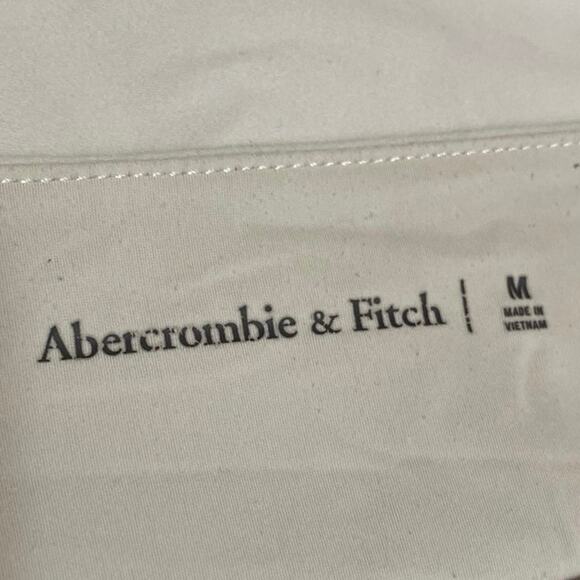 Abercrombie & Fitch | M
MADE IN
VIETNAM